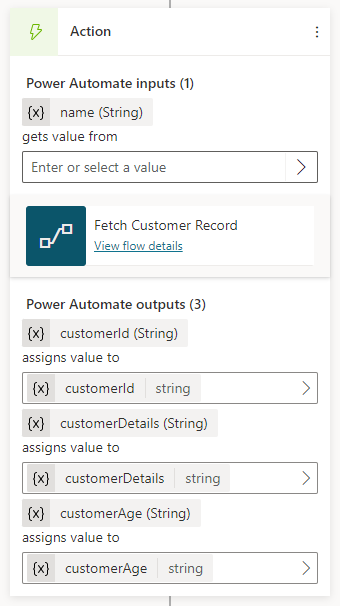 Action
Power Automate inputs (1)
{x} name (String)
gets value from
Enter or select a value
Fetch Customer Record
View flow details
Power Automate outputs (3)
{x} customerId (String)
assigns value to
{x} customerId string
{x} customerDetails (String)
assigns value to
{x} customerDetails string
{x} customerAge (String)
assigns value to
{x} customerAge string